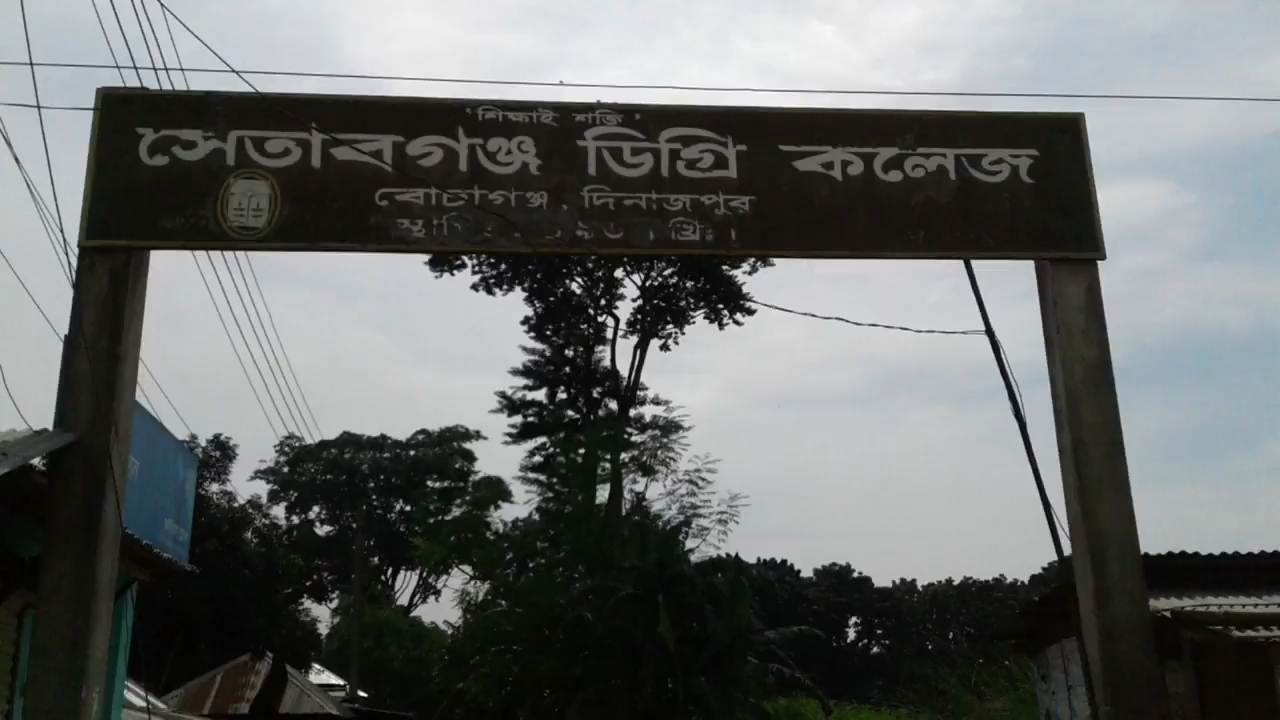 'শিক্ষাই শক্তি'
সেতাবগঞ্জ ডিগ্রি কলেজ
বোচাগঞ্জ, দিনাজপুর
খ্রিঃ।